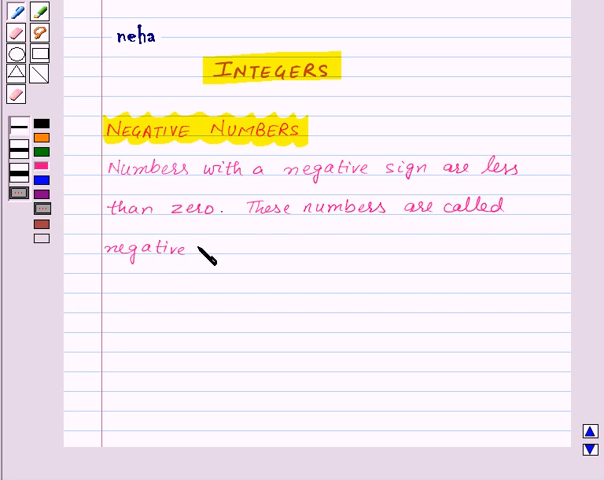 neha
INTEGERS
NEGATIVE NUMBERS
Numbers with a negative sign are less
than zero. These numbers are called
negative